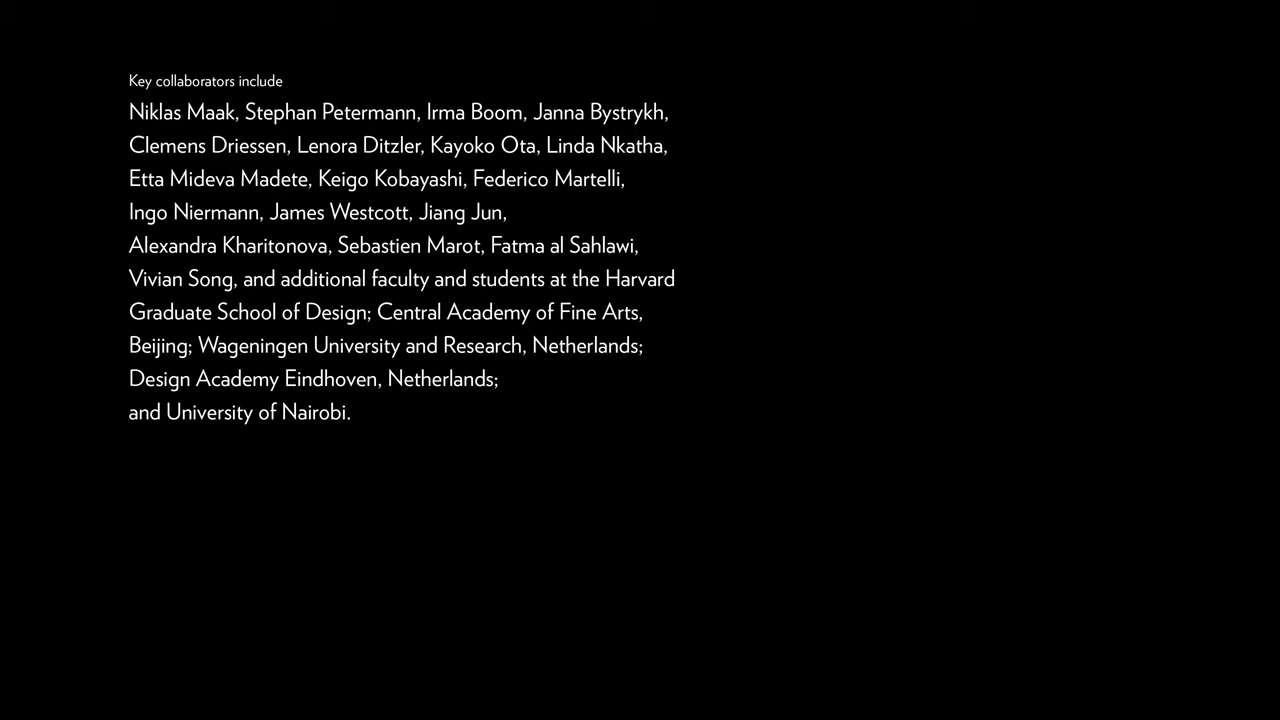 Key collaborators include
Niklas Maak, Stephan Petermann, Irma Boom, Janna Bystrykh,
Clemens Driessen, Lenora Ditzler, Kayoko Ota, Linda Nkatha,
Etta Mideva Madete, Keigo Kobayashi, Federico Martelli,
Ingo Niermann, James Westcott, Jiang Jun,
Alexandra Kharitonova, Sebastien Marot, Fatma al Sahlawi,
Vivian Song, and additional faculty and students at the Harvard
Graduate School of Design; Central Academy of Fine Arts,
Beijing; Wageningen University and Research, Netherlands;
Design Academy Eindhoven, Netherlands;
and University of Nairobi.